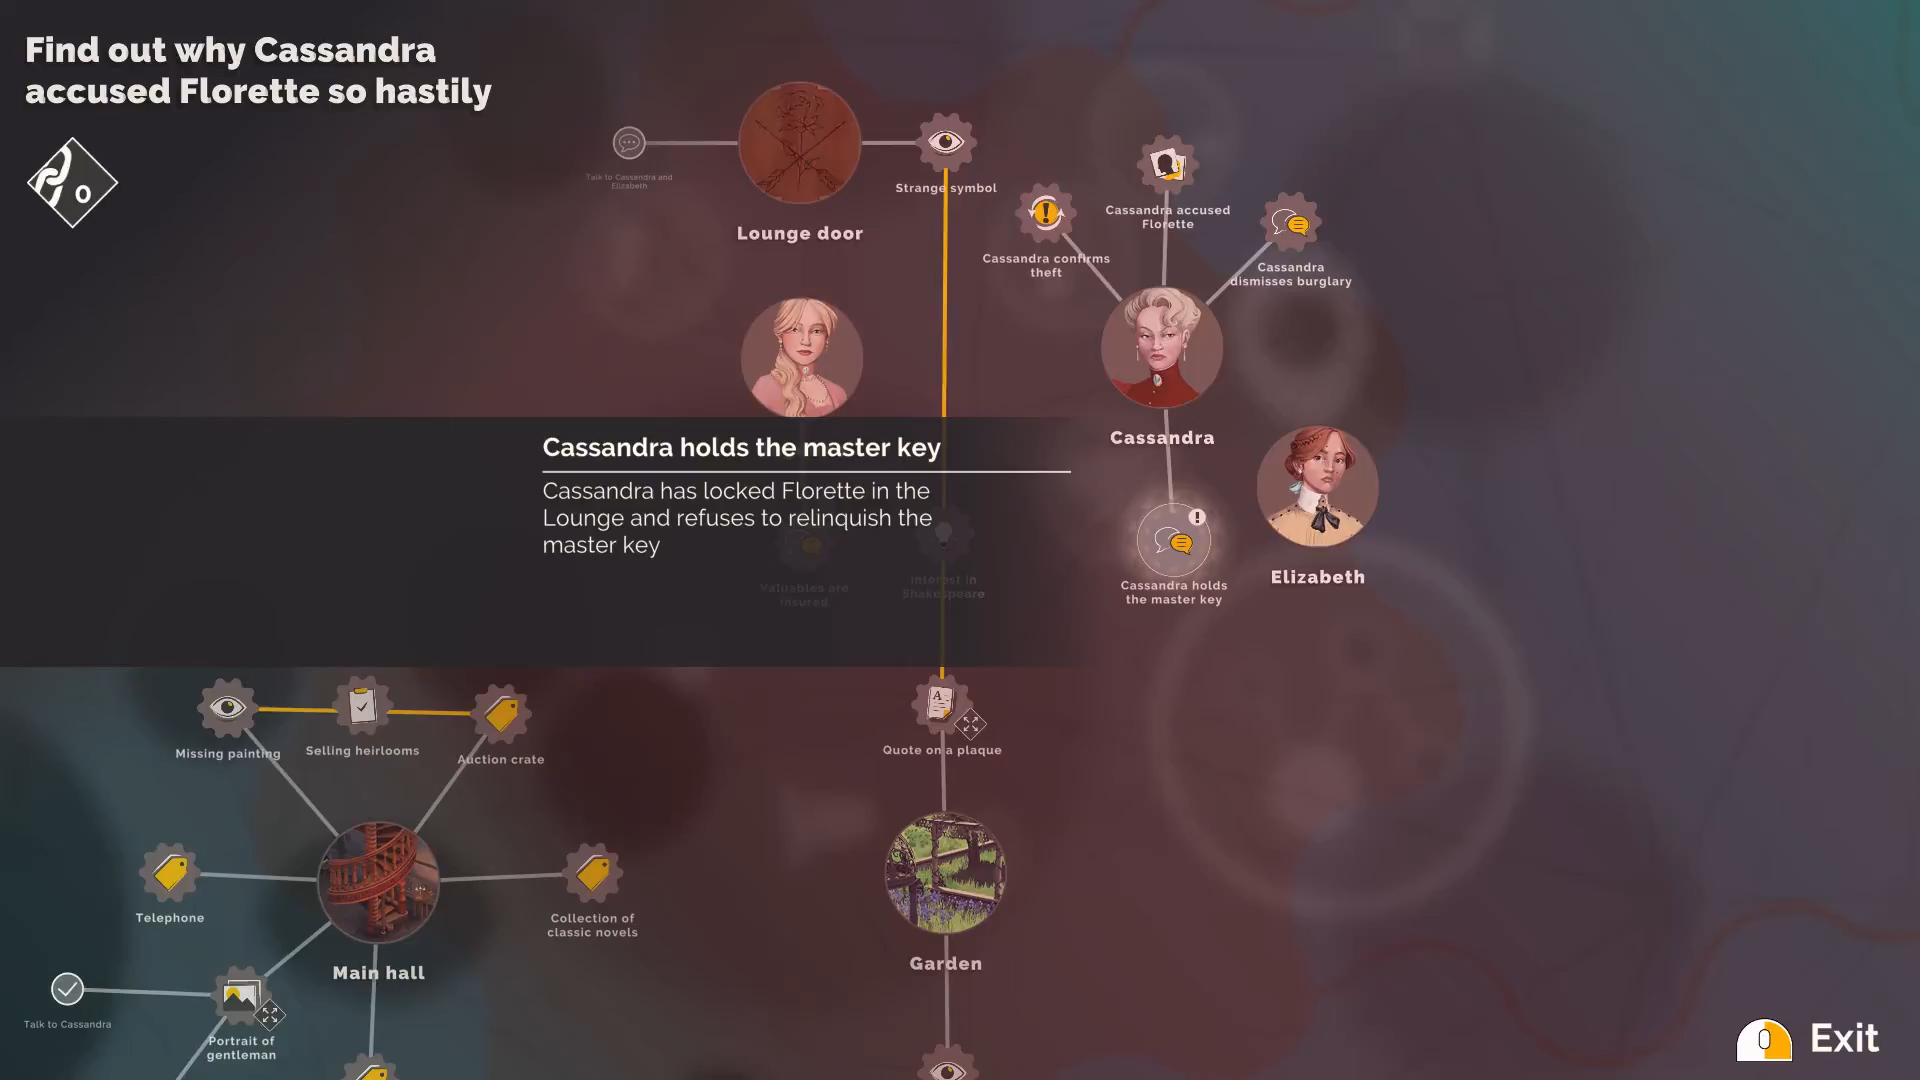 Find out why Cassandra
accused Florette so hastily
0
Talk to Cassandra and
Elizabeth
Strange symbol
Lounge door
Cassandra confirms
theft
Cassandra accused
Florette
Cassandra
dismisses burglary
Cassandra
Cassandra holds the master key
Cassandra has locked Florette in the
Lounge and refuses to relinquish the
master key
Valuables are
insured
Interest in
Shakespeare
Cassandra holds
the master key
Elizabeth
Missing painting
Selling heirlooms
Auction crate
A
Quote on a plaque
Telephone
Collection of
classic novels
Main hall
Garden
Talk to Cassandra
Portrait of
gentleman
Exit